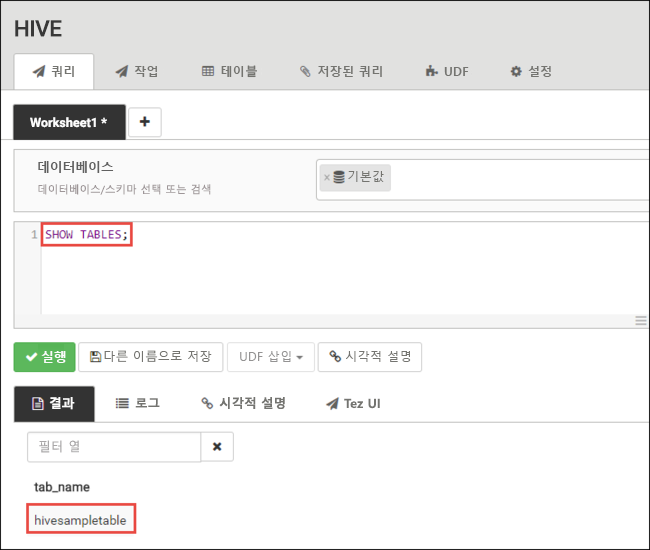 HIVE
쿼리 작업 테이블 저장된 쿼리 UDF 설정
Worksheet1 * +
데이터베이스
데이터베이스/스키마 선택 또는 검색
× 기본값
1 SHOW TABLES;
실행 다른 이름으로 저장 UDF 삽입 시각적 설명
결과 로그 시각적 설명 Tez UI
필터 열
tab_name
hivesampletable